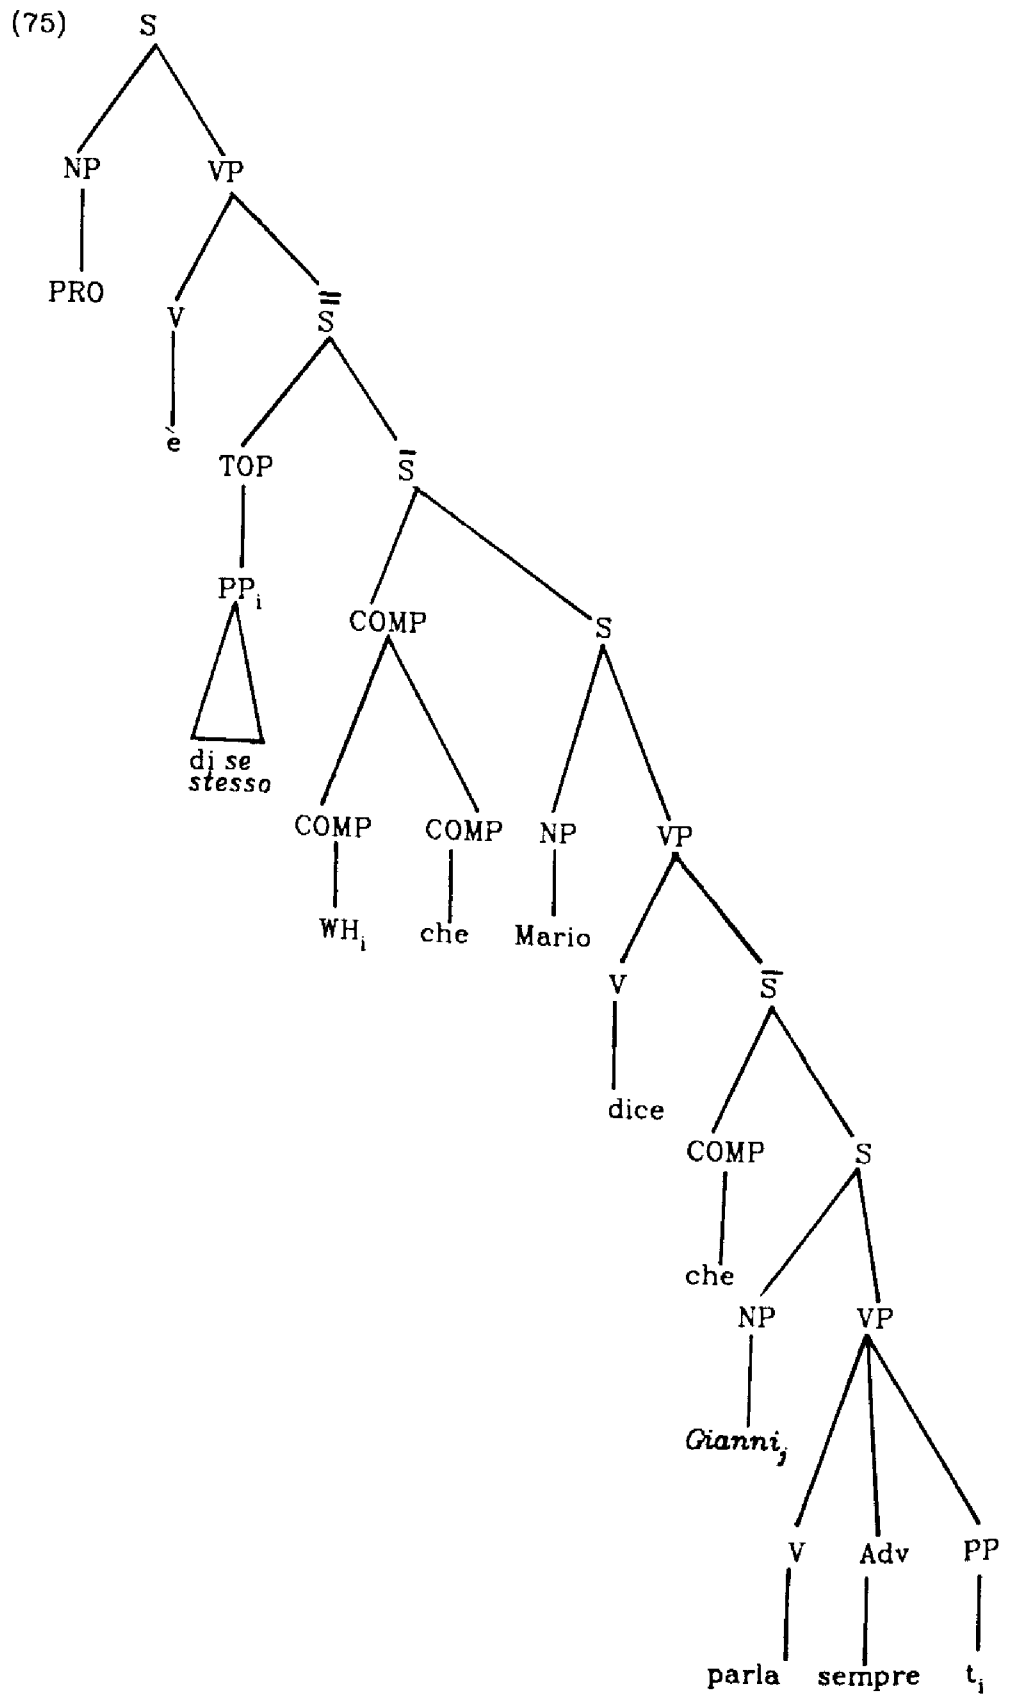 (75) S
NP VP
PRO V S̿
è
TOP S̅
PPᵢ
COMP S
di se
stesso
COMP COMP NP VP
WHᵢ che Mario
V S̅
dice
COMP S
che
NP VP
Gianniⱼ
V Adv PP
parla sempre tᵢ